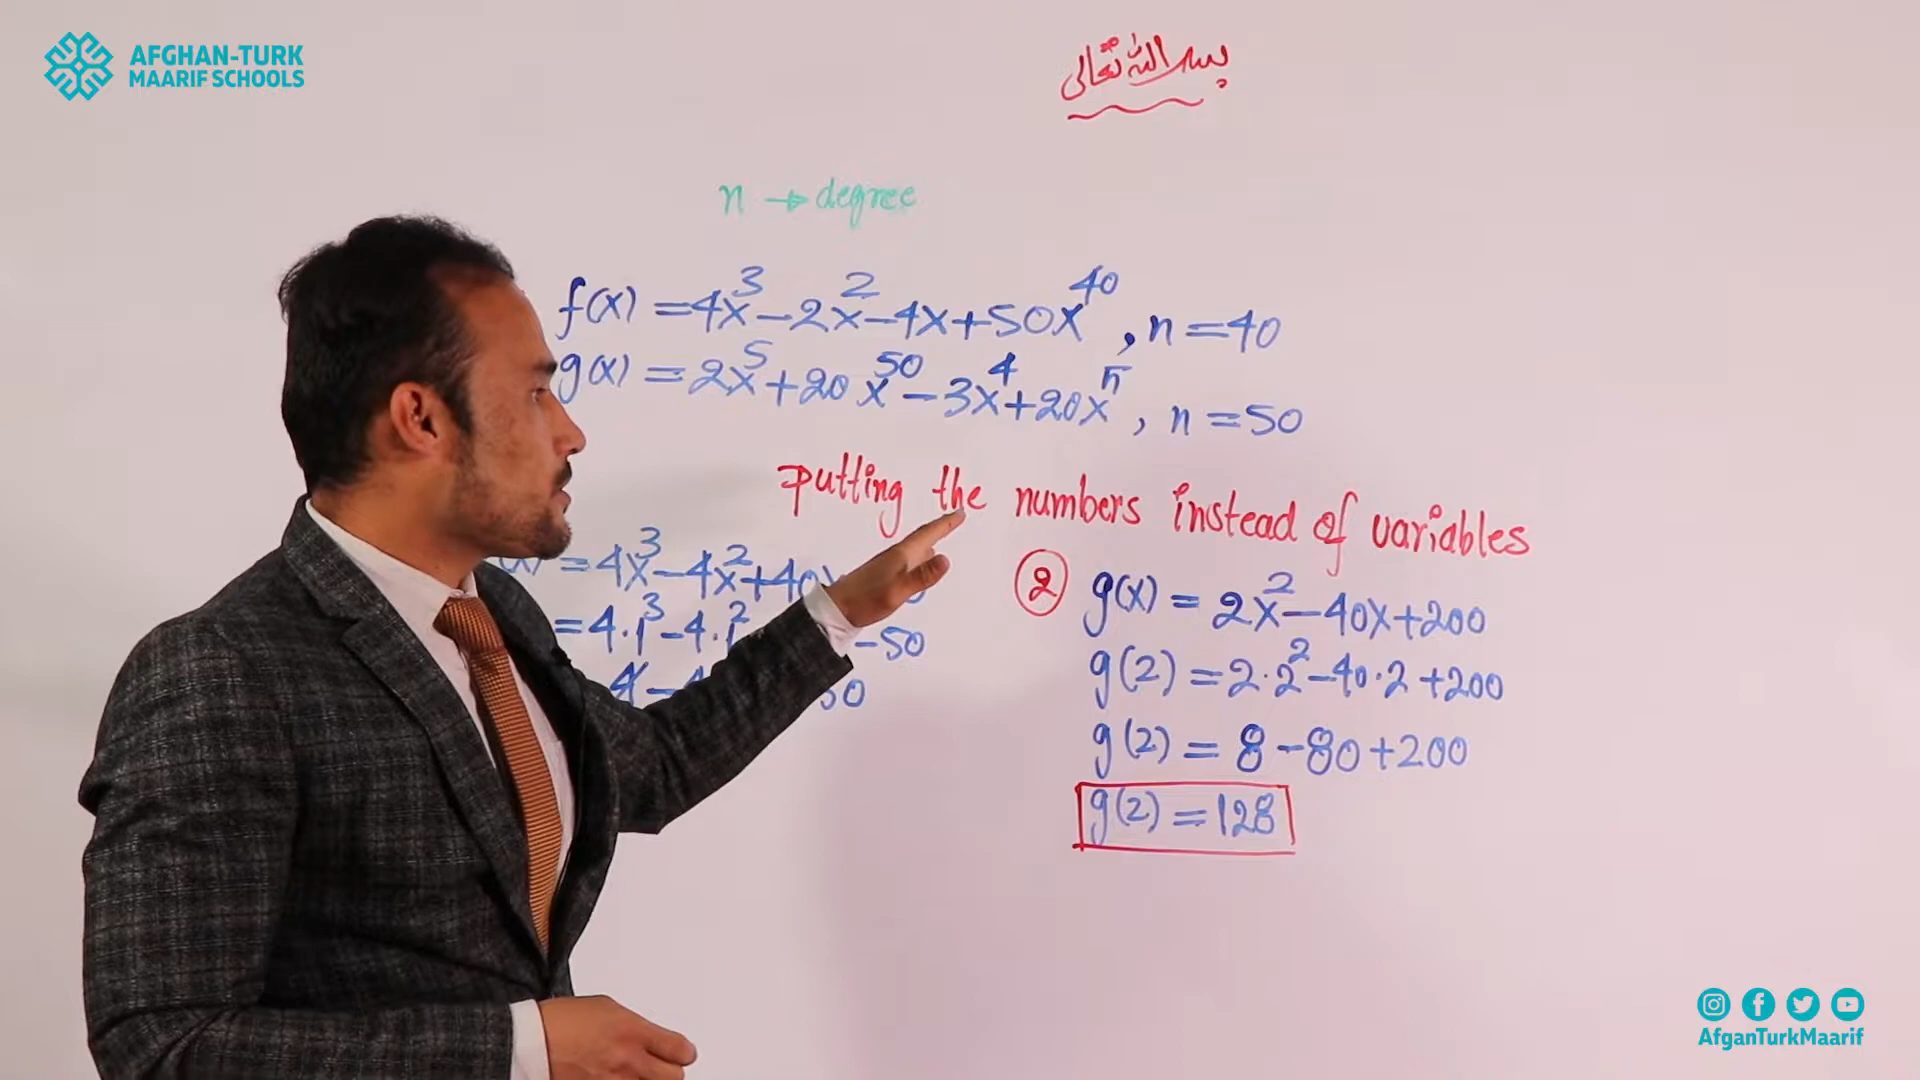 AFGHAN-TURK
MAARIF SCHOOLS
بسم الله تعالی
n → degree
f(x) = 4x³ - 2x² - 4x + 50x⁴⁰, n = 40
g(x) = 2x⁵ + 20x⁵⁰ - 3x⁴ + 20x⁵, n = 50
putting the numbers instead of variables
= 4x³ - 4x² + 40x
= 4·1³ - 4·1² - 50
4 - 4 50
② g(x) = 2x² - 40x + 200
g(2) = 2·2² - 40·2 + 200
g(2) = 8 - 80 + 200
g(2) = 128
AfganTurkMaarif